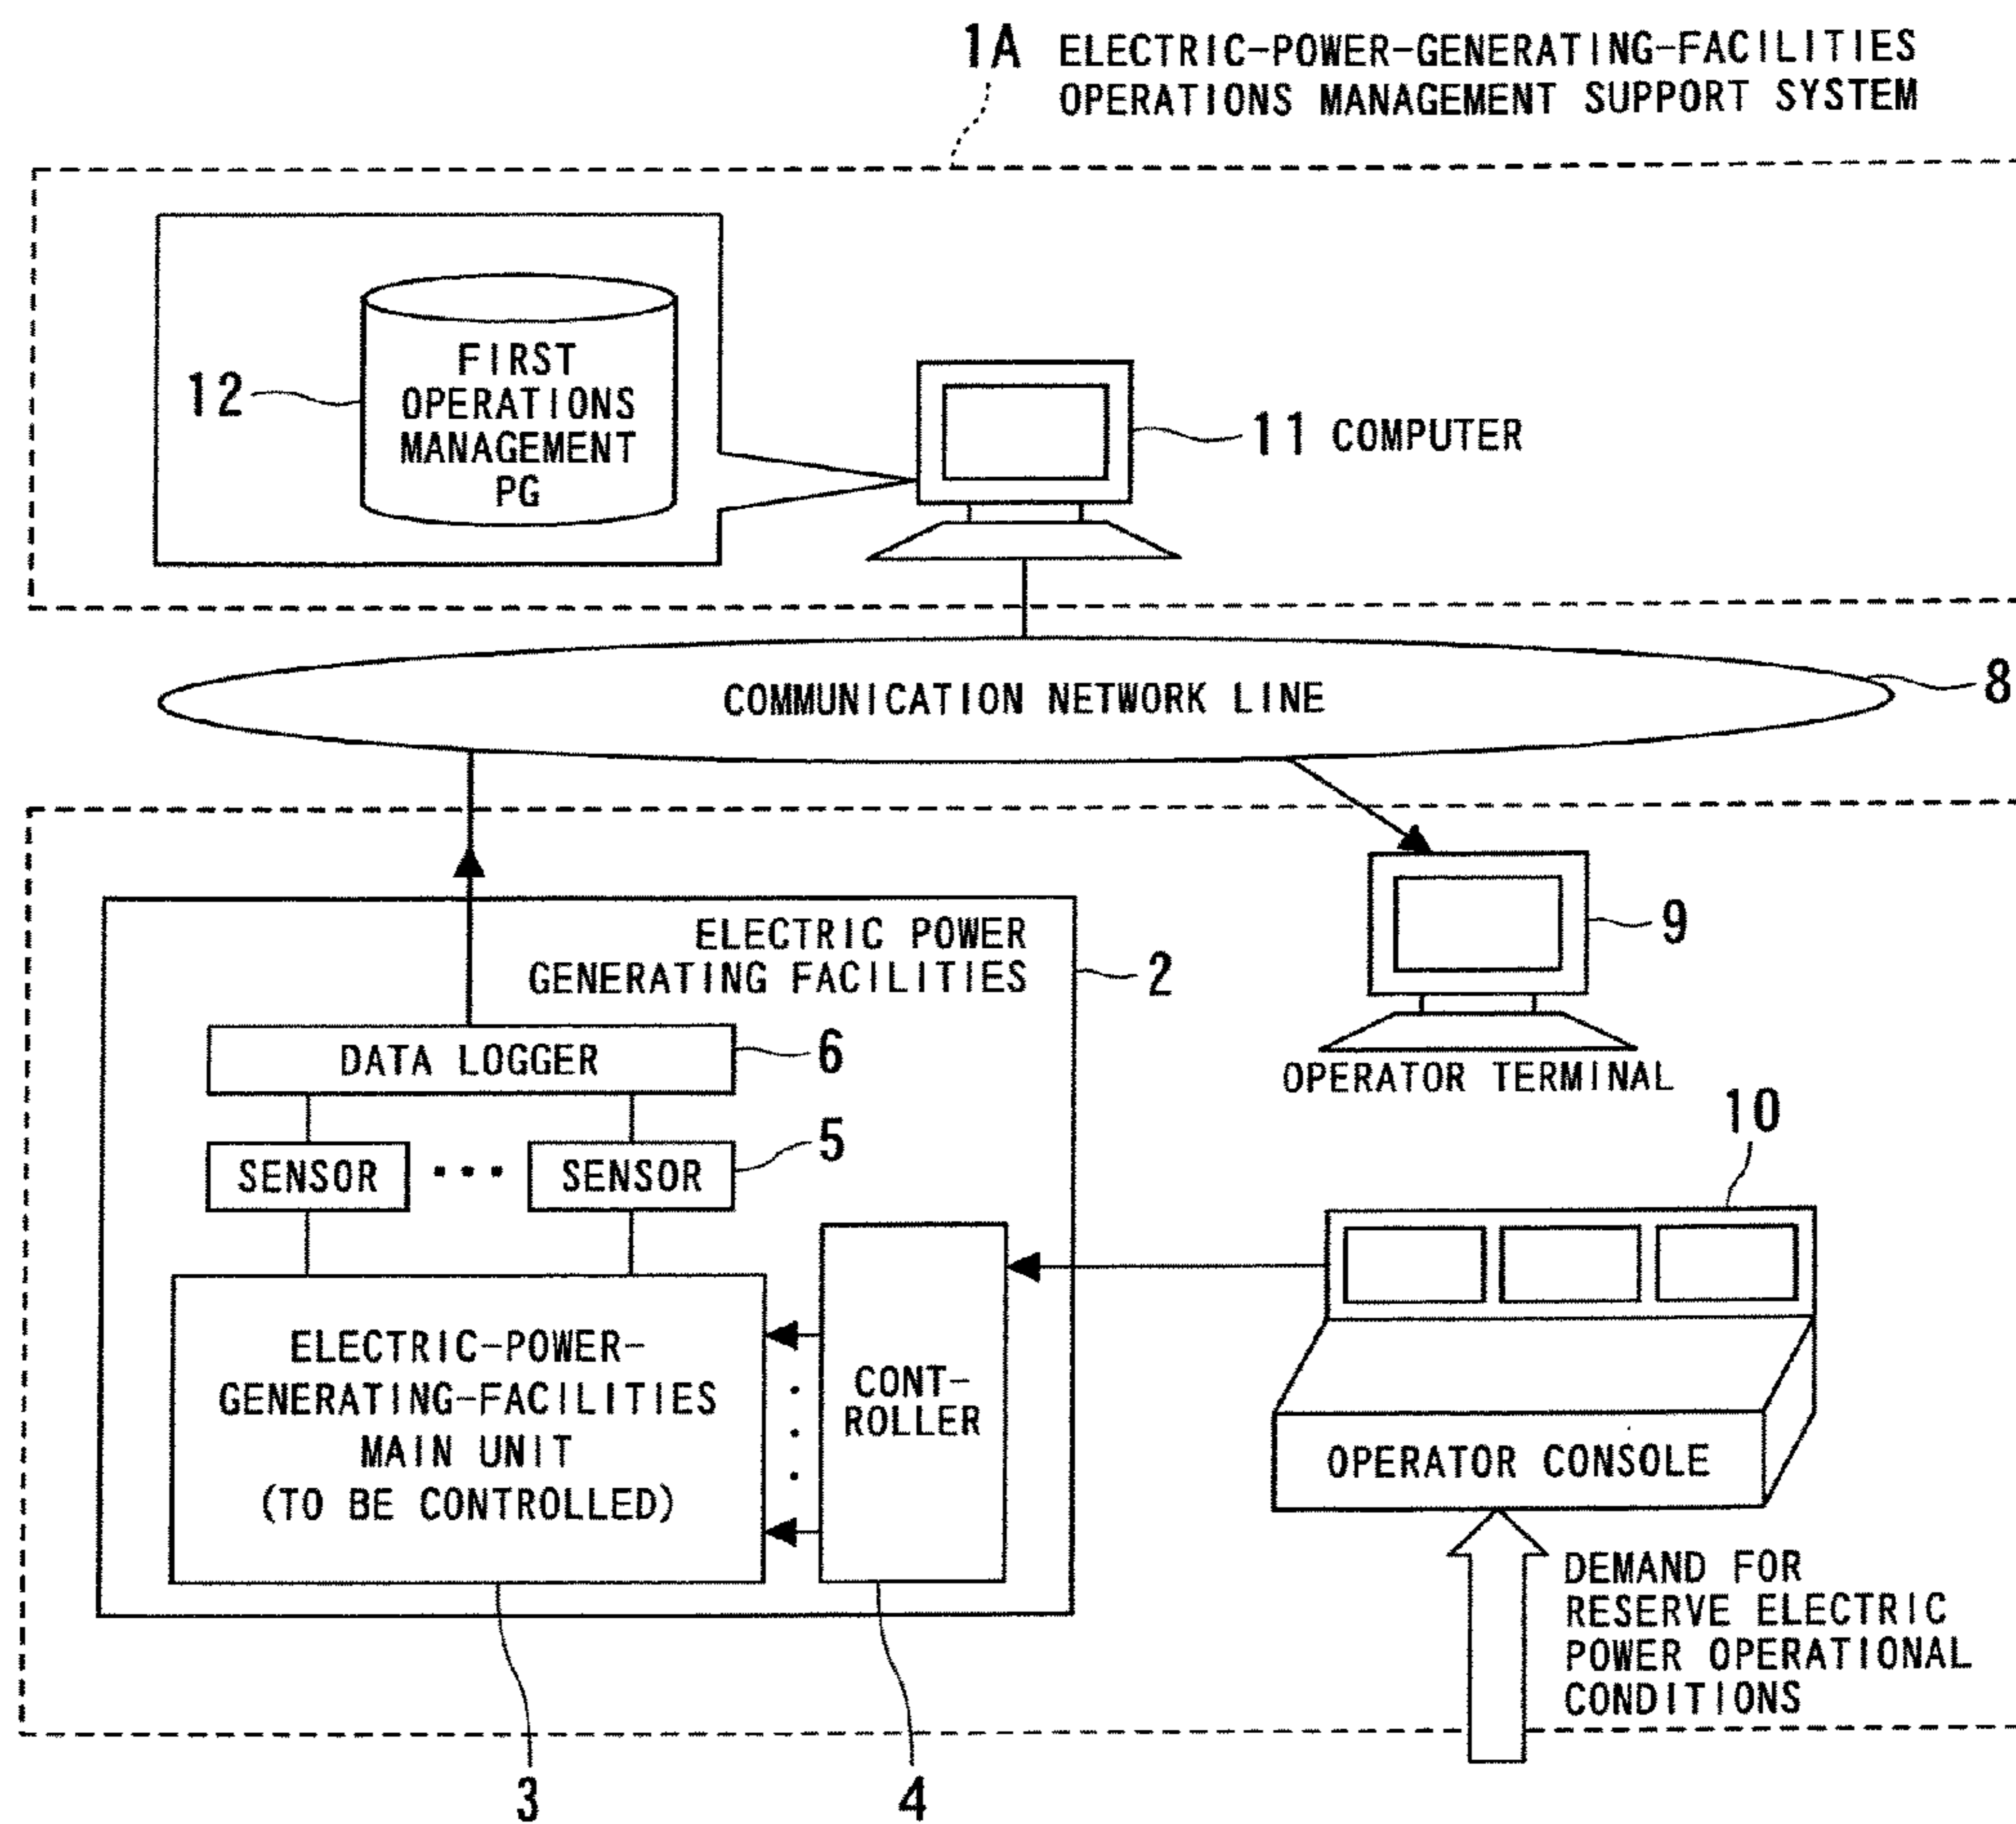 1A ELECTRIC-POWER-GENERATING-FACILITIES
OPERATIONS MANAGEMENT SUPPORT SYSTEM
12
FIRST
OPERATIONS
MANAGEMENT
PG
11 COMPUTER
COMMUNICATION NETWORK LINE
8
ELECTRIC POWER
GENERATING FACILITIES
2
9
OPERATOR TERMINAL
DATA LOGGER
6
SENSOR
SENSOR
5
10
ELECTRIC-POWER-
GENERATING-FACILITIES
MAIN UNIT
(TO BE CONTROLLED)
CONT-
ROLLER
OPERATOR CONSOLE
DEMAND FOR
RESERVE ELECTRIC
POWER OPERATIONAL
CONDITIONS
3
4